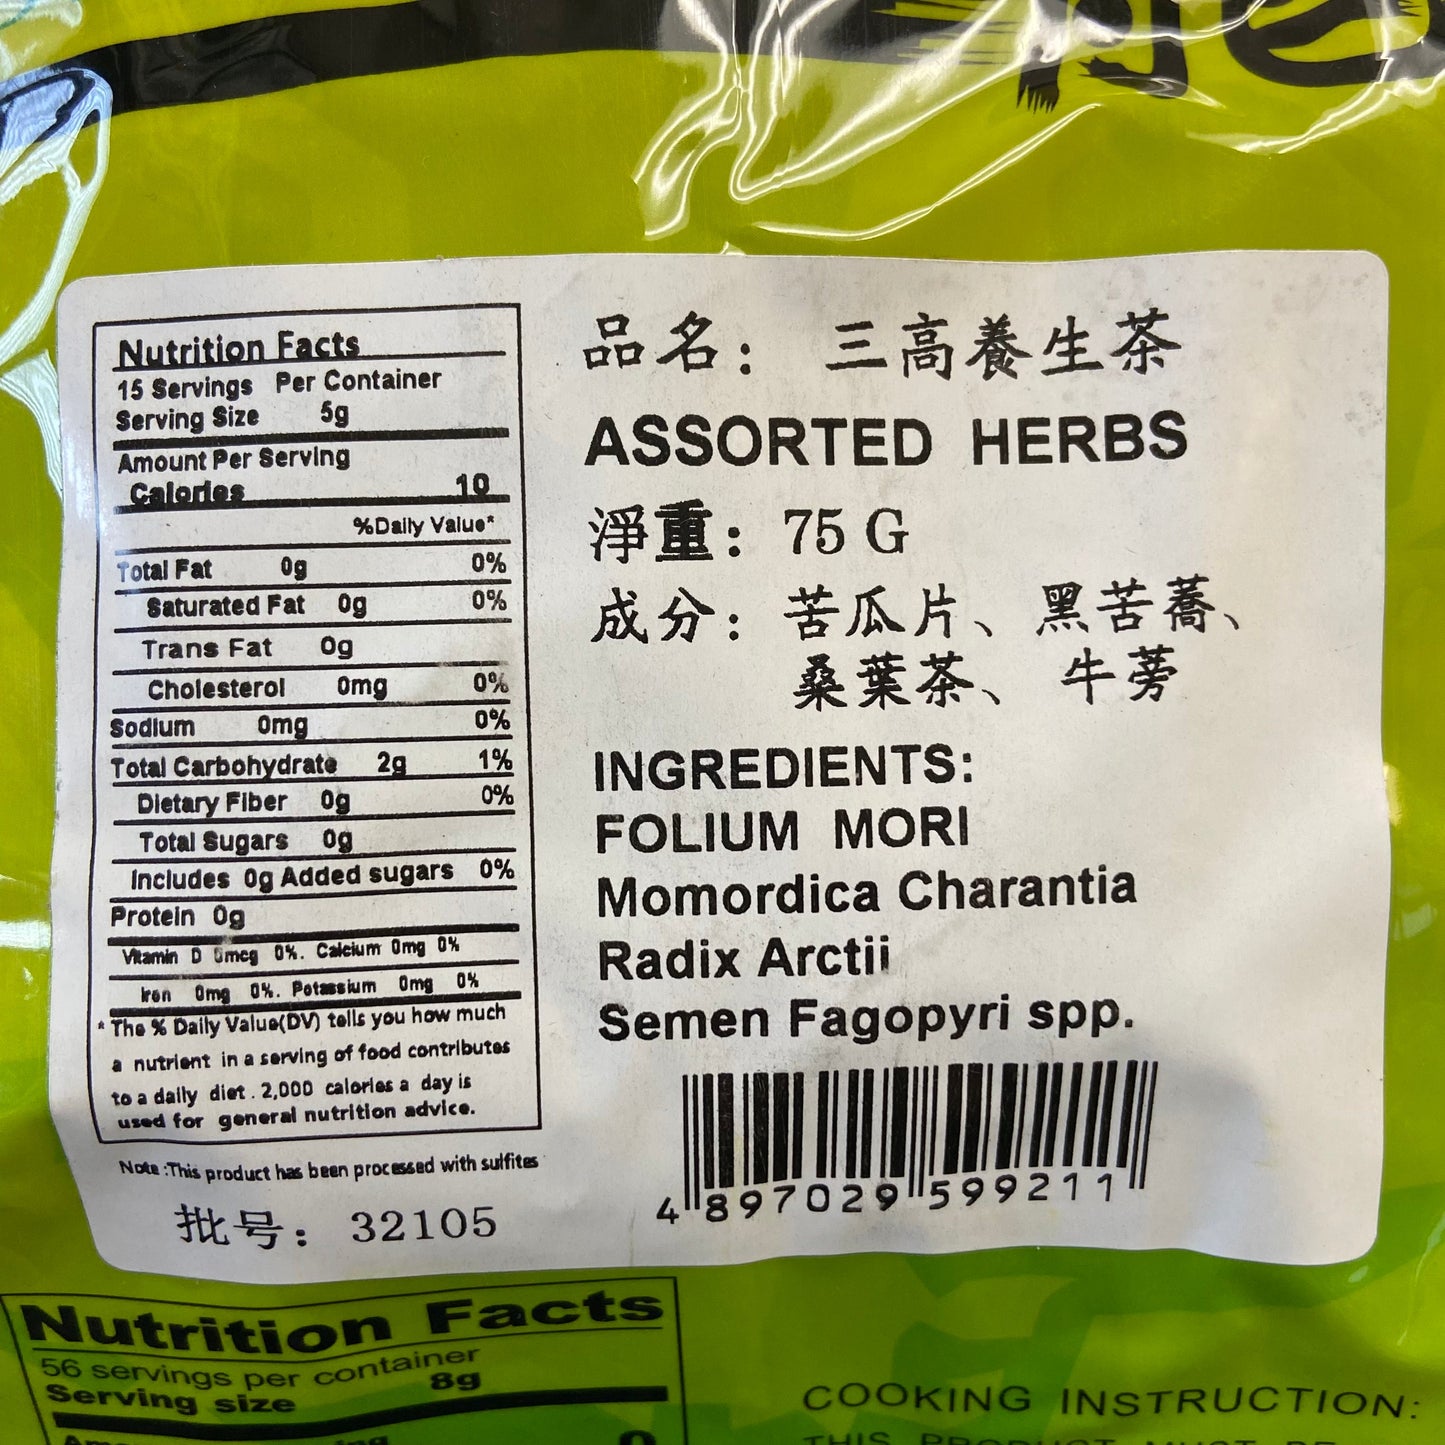 Nutrition Facts
15 Servings Per Container
Serving Size 5g
Amount Per Serving
Calories 10
%Daily Value*
Total Fat 0g 0%
Saturated Fat 0g 0%
Trans Fat 0g
Cholesterol 0mg 0%
Sodium 0mg 0%
Total Carbohydrate 2g 1%
Dietary Fiber 0g 0%
Total Sugars 0g
Includes 0g Added sugars 0%
Protein 0g
Vitamin D 0mcg 0%. Calcium 0mg 0%
Iron 0mg 0%. Potassium 0mg 0%
* The % Daily Value(DV) tells you how much
a nutrient in a serving of food contributes
to a daily diet . 2,000 calories a day is
used for general nutrition advice.
Note :This product has been processed with sulfites
批号： 32105
品名： 三高養生茶
ASSORTED HERBS
淨重：75 G
成分：苦瓜片、黑苦蕎、
桑葉茶、牛蒡
INGREDIENTS:
FOLIUM MORI
Momordica Charantia
Radix Arctii
Semen Fagopyri spp.
4 897029 599211
Nutrition Facts
56 servings per container
Serving size 8g
COOKING INSTRUCTION: